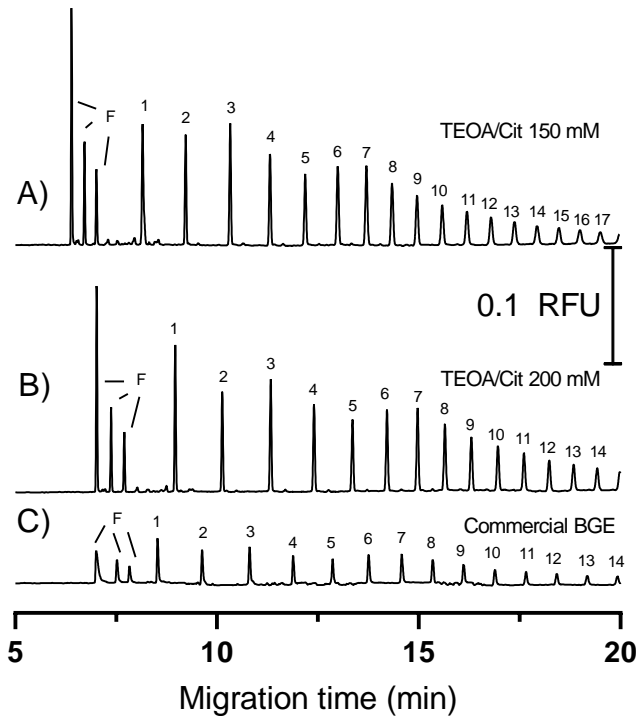 F
1 2 3 4 5 6 7 8 9 10 11 12 13 14 15 16 17
TEOA/Cit 150 mM
A)
0.1 RFU
F
1 2 3 4 5 6 7 8 9 10 11 12 13 14
TEOA/Cit 200 mM
B)
F
1 2 3 4 5 6 7 8 9 10 11 12 13 14
Commercial BGE
C)
5 10 15 20
Migration time (min)